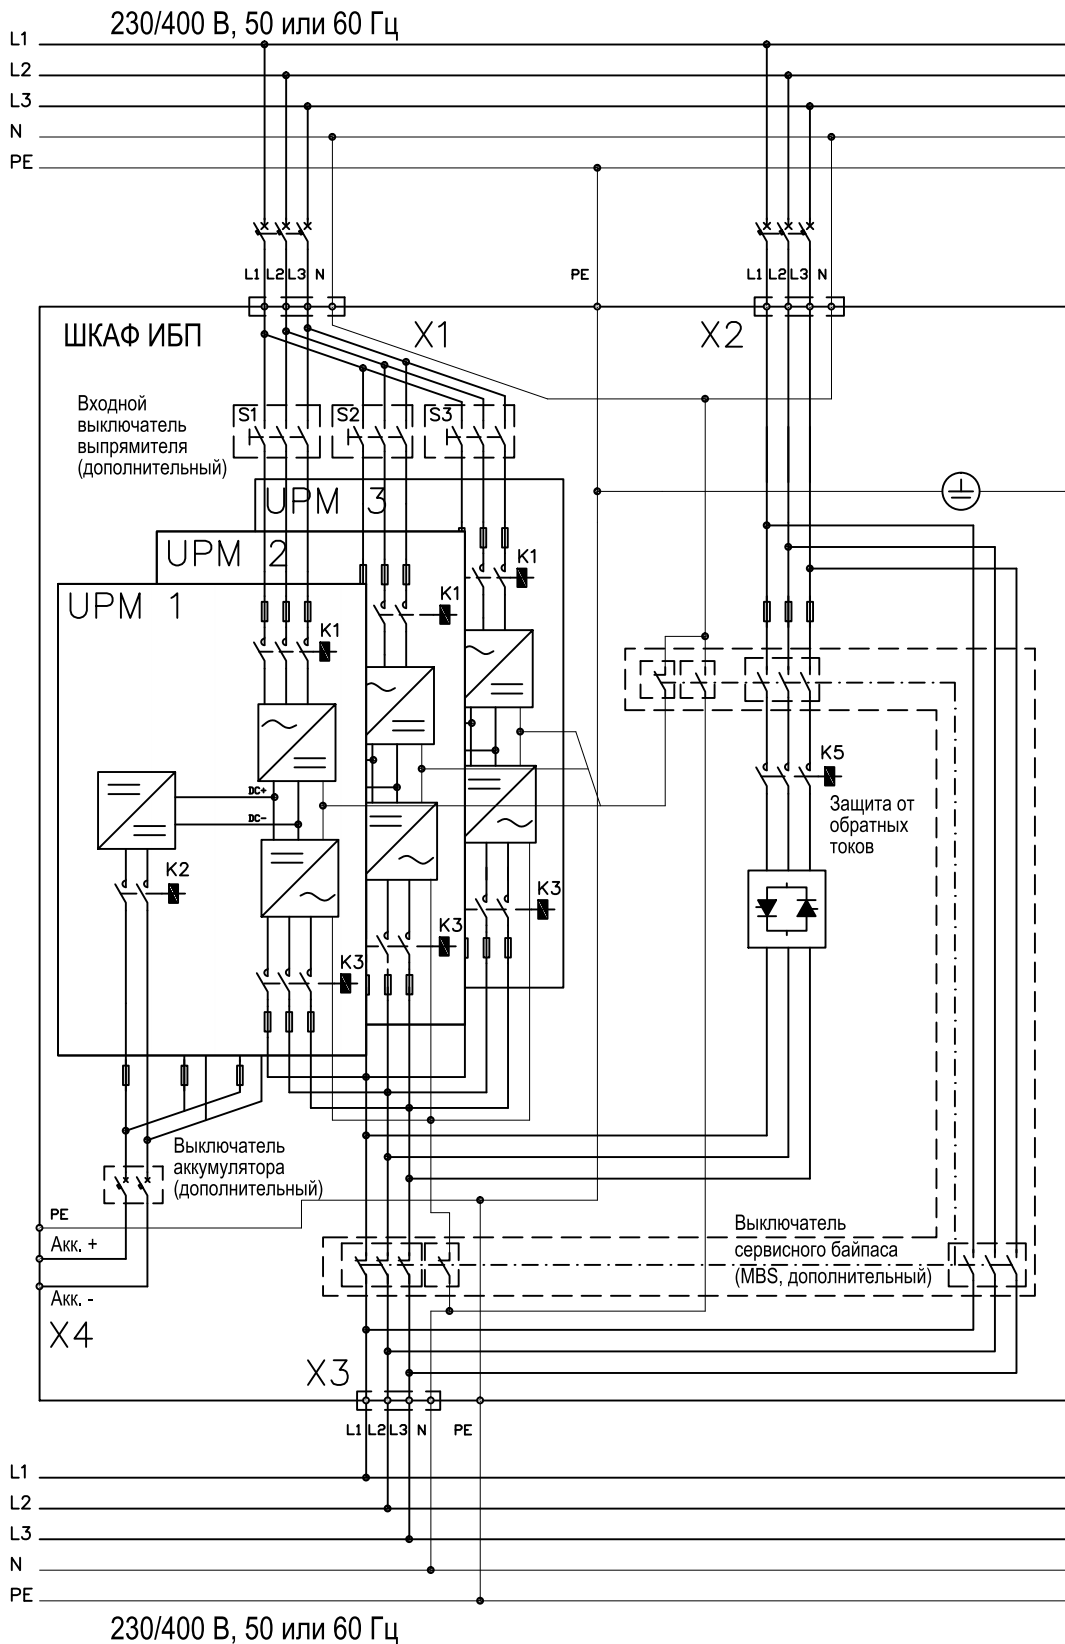 230/400 В, 50 или 60 Гц
L1
L2
L3
N
PE
L1 L2 L3 N
PE
L1 L2 L3 N
ШКАФ ИБП
X1
X2
Входной
выключатель
выпрямителя
(дополнительный)
S1
S2
S3
UPM 3
UPM 2
UPM 1
K1
K1
K1
K5
Защита от
обратных
токов
DC+
DC-
K2
K3
K3
K3
Выключатель
аккумулятора
(дополнительный)
PE
Акк. +
Акк. -
X4
Выключатель
сервисного байпаса
(MBS, дополнительный)
X3
L1 L2 L3 N
PE
L1
L2
L3
N
PE
230/400 В, 50 или 60 Гц